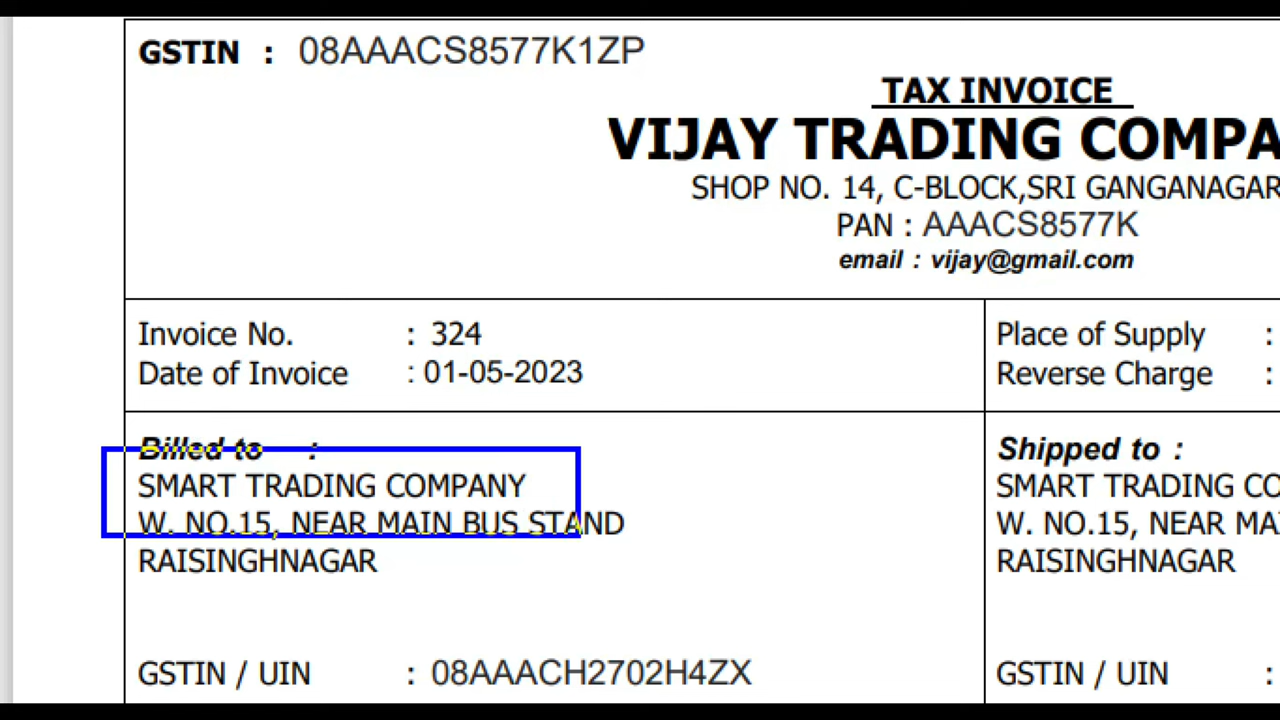 GSTIN : 08AAACS8577K1ZP
TAX INVOICE
VIJAY TRADING
SHOP NO. 14, C-BLOCK,SRI GANGANAGAR
PAN : AAACS8577K
email : vijay@gmail.com
Invoice No. : 324
Date of Invoice : 01-05-2023
Place of Supply :
Reverse Charge :
Billed to :
SMART TRADING COMPANY
W. NO.15, NEAR MAIN BUS STAND
RAISINGHNAGAR
GSTIN / UIN : 08AAACH2702H4ZX
Shipped to :
SMART TRADING
W. NO.15, NEAR
RAISINGHNAGAR
GSTIN / UIN :